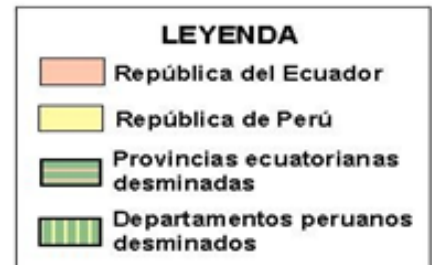 LEYENDA
República del Ecuador
República de Perú
Provincias ecuatorianas
desminadas
Departamentos peruanos
desminados